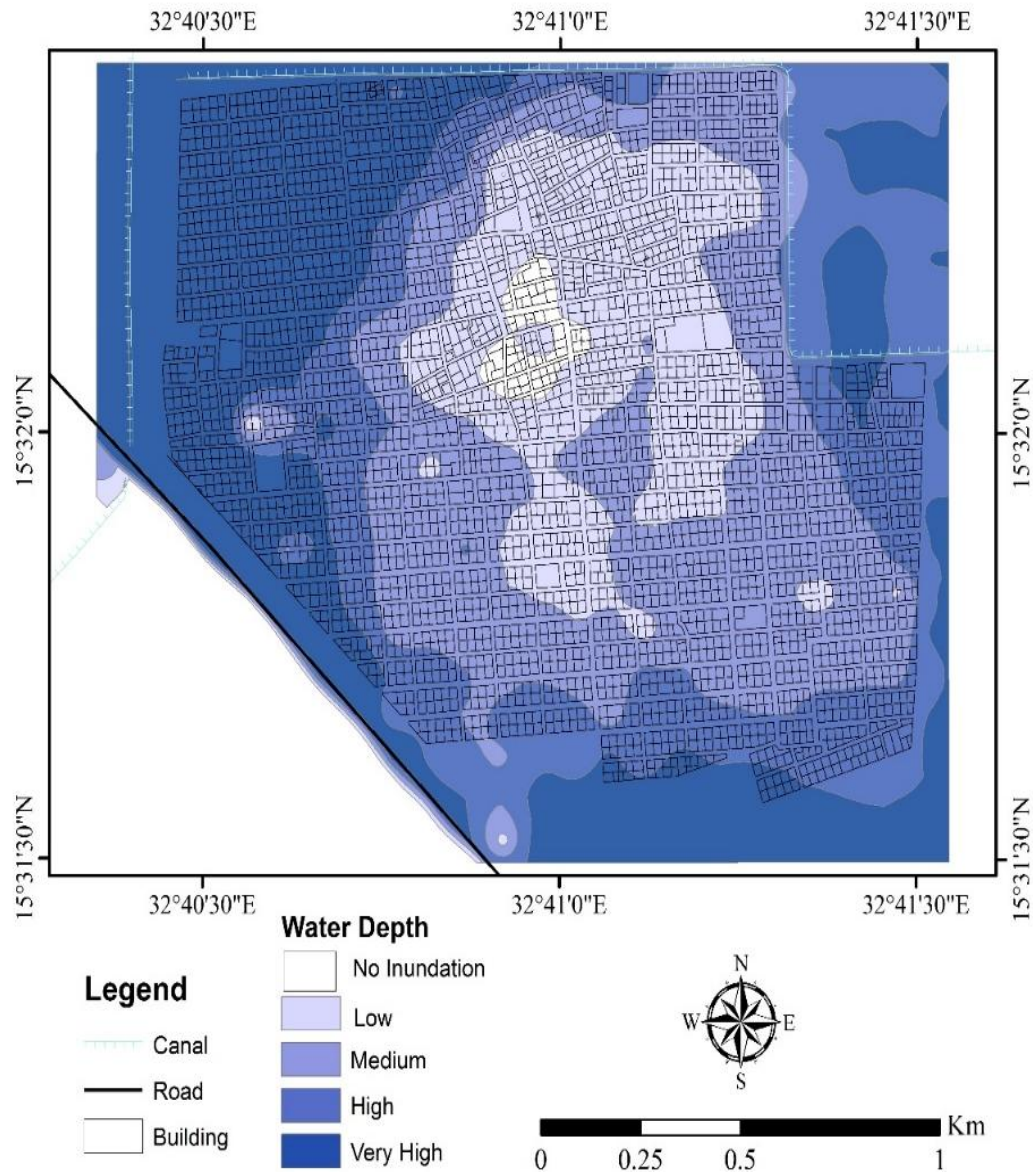 32°40'30"E 32°41'0"E 32°41'30"E
15°32'0"N
15°32'0"N
15°31'30"N
15°31'30"N
32°40'30"E 32°41'0"E 32°41'30"E
Legend
Canal
Road
Building
Water Depth
No Inundation
Low
Medium
High
Very High
N
W E
S
Km
0 0.25 0.5 1